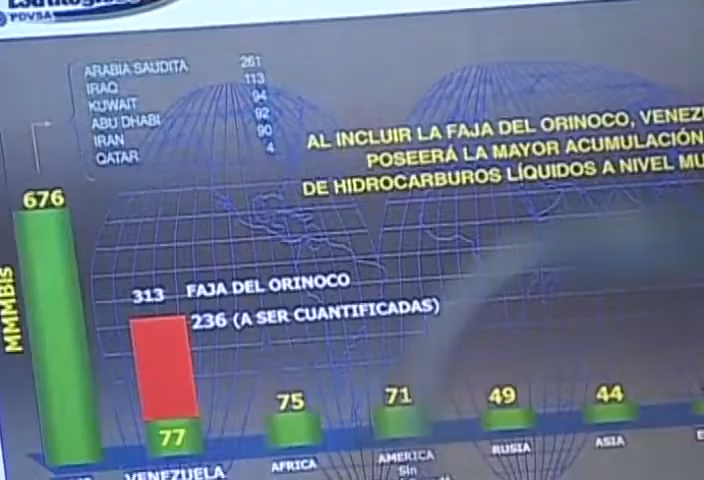 PDVSA
ARABIA SAUDITA 261
IRAQ 113
KUWAIT 94
ABU DHABI 92
IRAN 90
QATAR 4
AL INCLUIR LA FAJA DEL ORINOCO, VENEZ
POSEERÁ LA MAYOR ACUMULACIÓN
DE HIDROCARBUROS LÍQUIDOS A NIVEL MU
676
MMMBls
313 FAJA DEL ORINOCO
236 (A SER CUANTIFICADAS)
77
75
71
49
44
VENEZUELA
AFRICA
AMERICA
Sin
RUSIA
ASIA
E